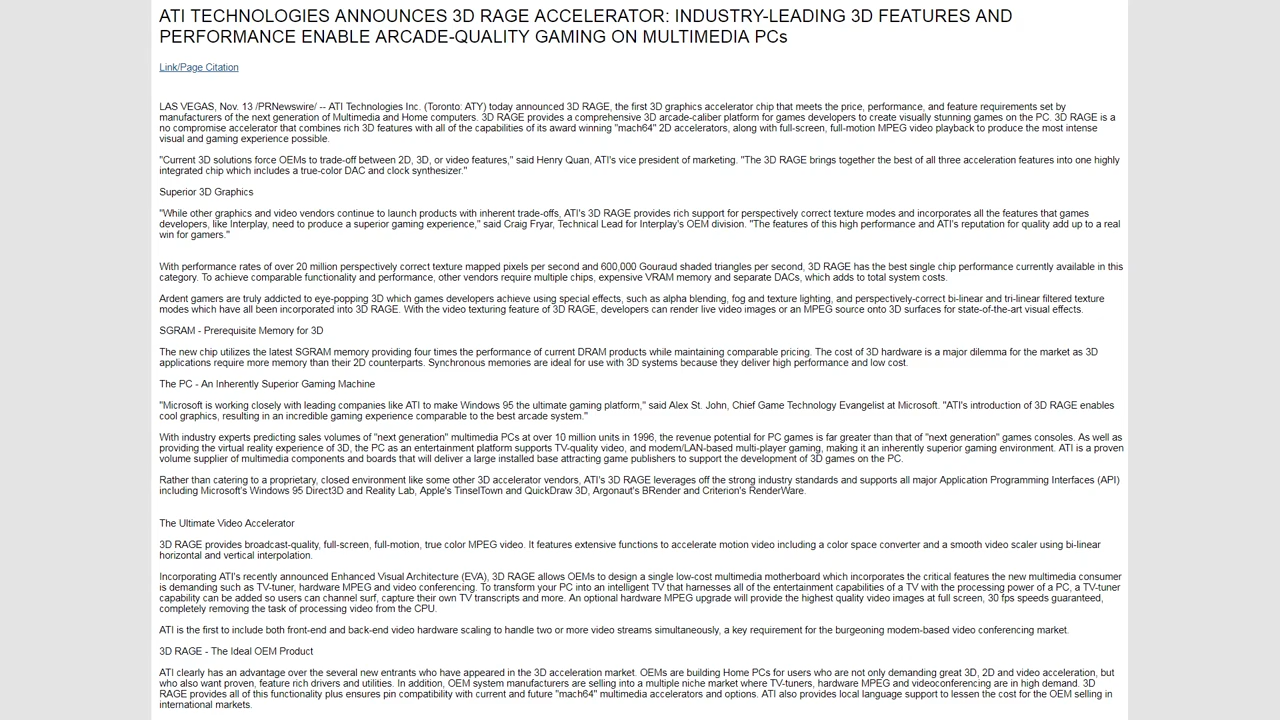 ATI TECHNOLOGIES ANNOUNCES 3D RAGE ACCELERATOR: INDUSTRY-LEADING 3D FEATURES AND
PERFORMANCE ENABLE ARCADE-QUALITY GAMING ON MULTIMEDIA PCs
Link/Page Citation
LAS VEGAS, Nov. 13 /PRNewswire/ -- ATI Technologies Inc. (Toronto: ATY) today announced 3D RAGE, the first 3D graphics accelerator chip that meets the price, performance, and feature requirements set by
manufacturers of the next generation of Multimedia and Home computers. 3D RAGE provides a comprehensive 3D arcade-caliber platform for games developers to create visually stunning games on the PC. 3D RAGE is a
no compromise accelerator that combines rich 3D features with all of the capabilities of its award winning "mach64" 2D accelerators, along with full-screen, full-motion MPEG video playback to produce the most intense
visual and gaming experience possible.
"Current 3D solutions force OEMs to trade-off between 2D, 3D, or video features," said Henry Quan, ATI's vice president of marketing. "The 3D RAGE brings together the best of all three acceleration features into one highly
integrated chip which includes a true-color DAC and clock synthesizer."
Superior 3D Graphics
"While other graphics and video vendors continue to launch products with inherent trade-offs, ATI's 3D RAGE provides rich support for perspectively correct texture modes and incorporates all the features that games
developers, like Interplay, need to produce a superior gaming experience," said Craig Fryar, Technical Lead for Interplay's OEM division. "The features of this high performance and ATI's reputation for quality add up to a real
win for gamers."
With performance rates of over 20 million perspectively correct texture mapped pixels per second and 600,000 Gouraud shaded triangles per second, 3D RAGE has the best single chip performance currently available in this
category. To achieve comparable functionality and performance, other vendors require multiple chips, expensive VRAM memory and separate DACs, which adds to total system costs.
Ardent gamers are truly addicted to eye-popping 3D which games developers achieve using special effects, such as alpha blending, fog and texture lighting, and perspectively-correct bi-linear and tri-linear filtered texture
modes which have all been incorporated into 3D RAGE. With the video texturing feature of 3D RAGE, developers can render live video images or an MPEG source onto 3D surfaces for state-of-the-art visual effects.
SGRAM - Prerequisite Memory for 3D
The new chip utilizes the latest SGRAM memory providing four times the performance of current DRAM products while maintaining comparable pricing. The cost of 3D hardware is a major dilemma for the market as 3D
applications require more memory than their 2D counterparts. Synchronous memories are ideal for use with 3D systems because they deliver high performance and low cost.
The PC - An Inherently Superior Gaming Machine
"Microsoft is working closely with leading companies like ATI to make Windows 95 the ultimate gaming platform," said Alex St. John, Chief Game Technology Evangelist at Microsoft. "ATI's introduction of 3D RAGE enables
cool graphics, resulting in an incredible gaming experience comparable to the best arcade system."
With industry experts predicting sales volumes of "next generation" multimedia PCs at over 10 million units in 1996, the revenue potential for PC games is far greater than that of "next generation" games consoles. As well as
providing the virtual reality experience of 3D, the PC as an entertainment platform supports TV-quality video, and modem/LAN-based multi-player gaming, making it an inherently superior gaming environment. ATI is a proven
volume supplier of multimedia components and boards that will deliver a large installed base attracting game publishers to support the development of 3D games on the PC.
Rather than catering to a proprietary, closed environment like some other 3D accelerator vendors, ATI's 3D RAGE leverages off the strong industry standards and supports all major Application Programming Interfaces (API)
including Microsoft's Windows 95 Direct3D and Reality Lab, Apple's TinselTown and QuickDraw 3D, Argonaut's BRender and Criterion's RenderWare.
The Ultimate Video Accelerator
3D RAGE provides broadcast-quality, full-screen, full-motion, true color MPEG video. It features extensive functions to accelerate motion video including a color space converter and a smooth video scaler using bi-linear
horizontal and vertical interpolation.
Incorporating ATI's recently announced Enhanced Visual Architecture (EVA), 3D RAGE allows OEMs to design a single low-cost multimedia motherboard which incorporates the critical features the new multimedia consumer
is demanding such as TV-tuner, hardware MPEG and video conferencing. To transform your PC into an intelligent TV that harnesses all of the entertainment capabilities of a TV with the processing power of a PC, a TV-tuner
capability can be added so users can channel surf, capture their own TV transcripts and more. An optional hardware MPEG upgrade will provide the highest quality video images at full screen, 30 fps speeds guaranteed,
completely removing the task of processing video from the CPU.
ATI is the first to include both front-end and back-end video hardware scaling to handle two or more video streams simultaneously, a key requirement for the burgeoning modem-based video conferencing market.
3D RAGE - The Ideal OEM Product
ATI clearly has an advantage over the several new entrants who have appeared in the 3D acceleration market. OEMs are building Home PCs for users who are not only demanding great 3D, 2D and video acceleration, but
who also want proven, feature rich drivers and utilities. In addition, OEM system manufacturers are selling into a multiple niche market where TV-tuners, hardware MPEG and videoconferencing are in high demand. 3D
RAGE provides all of this functionality plus ensures pin compatibility with current and future "mach64" multimedia accelerators and options. ATI also provides local language support to lessen the cost for the OEM selling in
international markets.